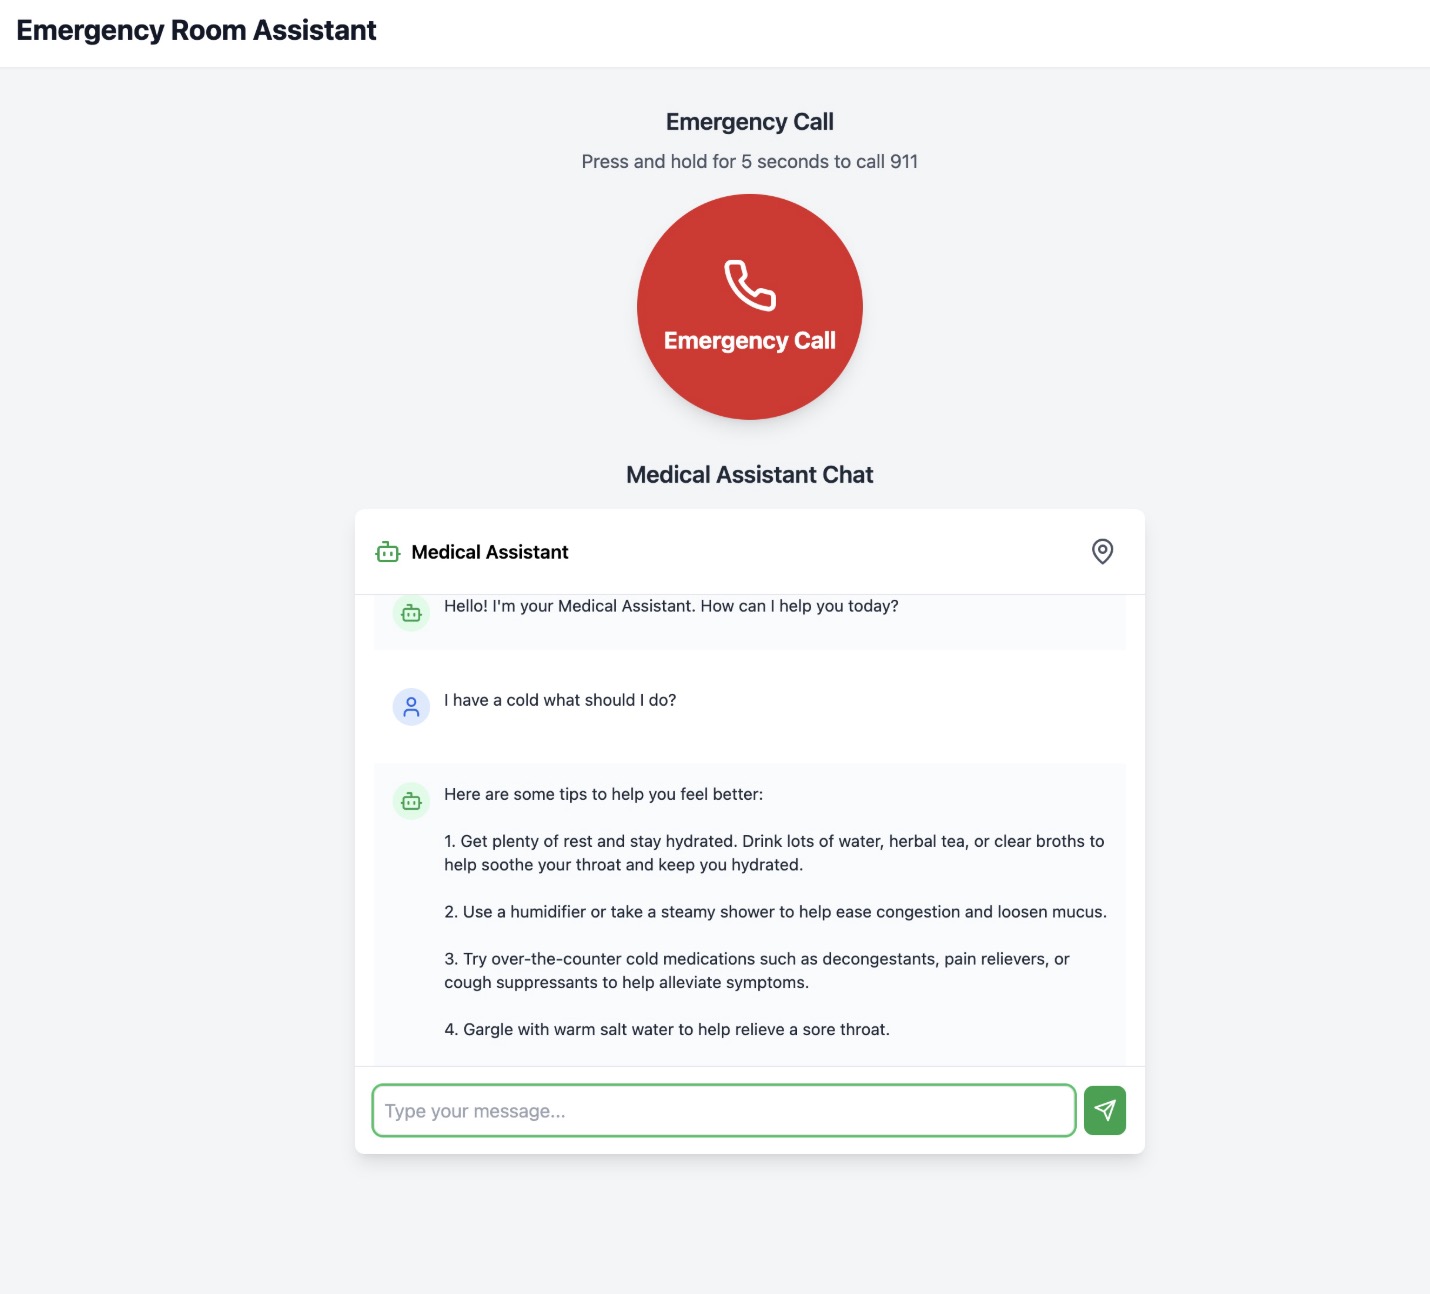 Emergency Room Assistant
Emergency Call
Press and hold for 5 seconds to call 911
Emergency Call
Medical Assistant Chat
Medical Assistant
Hello! I'm your Medical Assistant. How can I help you today?
I have a cold what should I do?
Here are some tips to help you feel better:
1. Get plenty of rest and stay hydrated. Drink lots of water, herbal tea, or clear broths to
help soothe your throat and keep you hydrated.
2. Use a humidifier or take a steamy shower to help ease congestion and loosen mucus.
3. Try over-the-counter cold medications such as decongestants, pain relievers, or
cough suppressants to help alleviate symptoms.
4. Gargle with warm salt water to help relieve a sore throat.
Type your message...